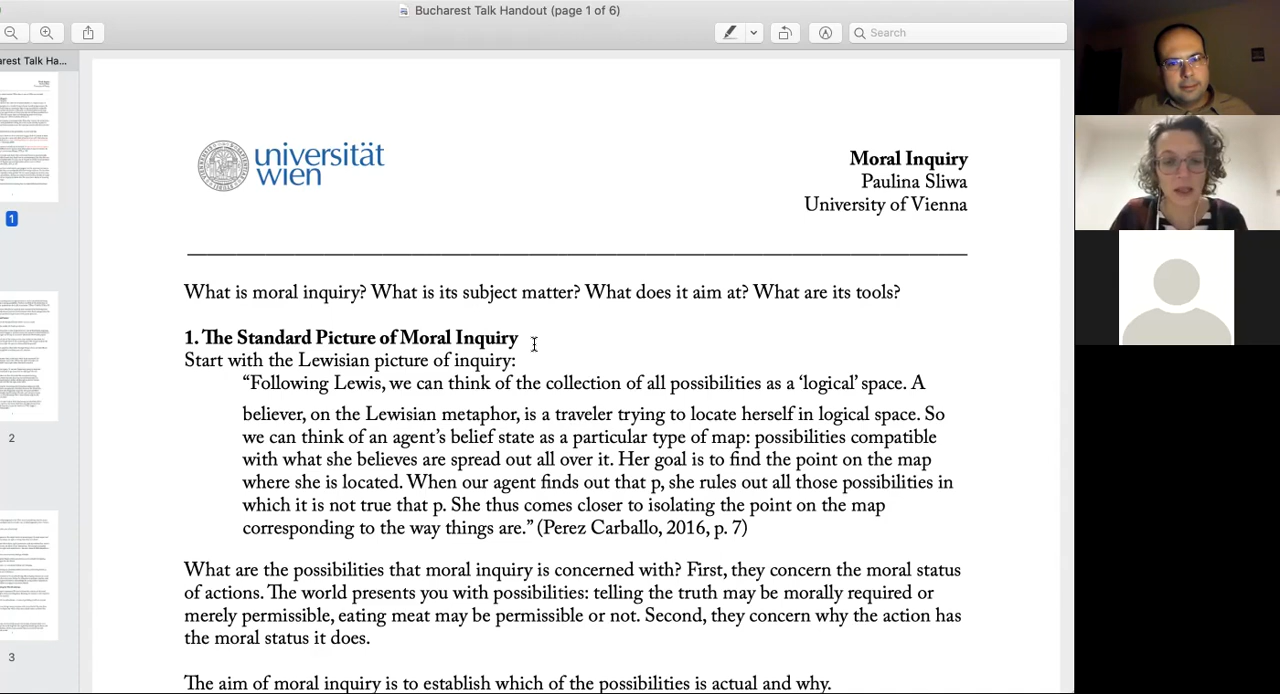 Bucharest Talk Handout (page 1 of 6)
Search
arest Talk Ha...
1
2
3
universität
wien
Moral Inquiry
Paulina Sliwa
University of Vienna
What is moral inquiry? What is its subject matter? What does it aim at? What are its tools?
1. The Standard Picture of Moral Inquiry
Start with the Lewisian picture of inquiry:
“Following Lewis, we can think of the collection of all possibilities as a ‘logical’ space. A
believer, on the Lewisian metaphor, is a traveler trying to locate herself in logical space. So
we can think of an agent’s belief state as a particular type of map: possibilities compatible
with what she believes are spread out all over it. Her goal is to find the point on the map
where she is located. When our agent finds out that p, she rules out all those possibilities in
which it is not true that p. She thus comes closer to isolating the point on the map
corresponding to the way things are.” (Perez Carballo, 2016, p. 7)
What are the possibilities that moral inquiry is concerned with? First, they concern the moral status
of actions. The world presents you with possibilities: telling the truth may be morally required or
merely permissible, eating meat may be permissible or not. Second, they concern why the action has
the moral status it does.
The aim of moral inquiry is to establish which of the possibilities is actual and why.